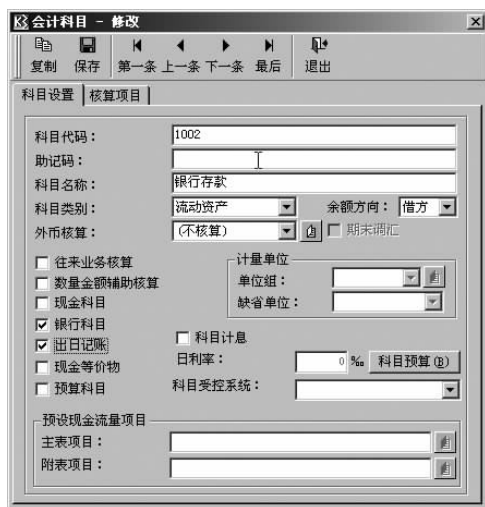 K3 会计科目 - 修改
复制 保存 第一条 上一条 下一条 最后 退出
科目设置 核算项目
科目代码： 1002
助记码：
科目名称： 银行存款
科目类别： 流动资产 余额方向： 借方
外币核算： (不核算) 期末调汇
往来业务核算
数量金额辅助核算
现金科目
银行科目
出日记账
现金等价物
预算科目
计量单位
单位组：
缺省单位：
科目计息
日利率： 0 ‰ 科目预算(B)
科目受控系统：
预设现金流量项目
主表项目：
附表项目：